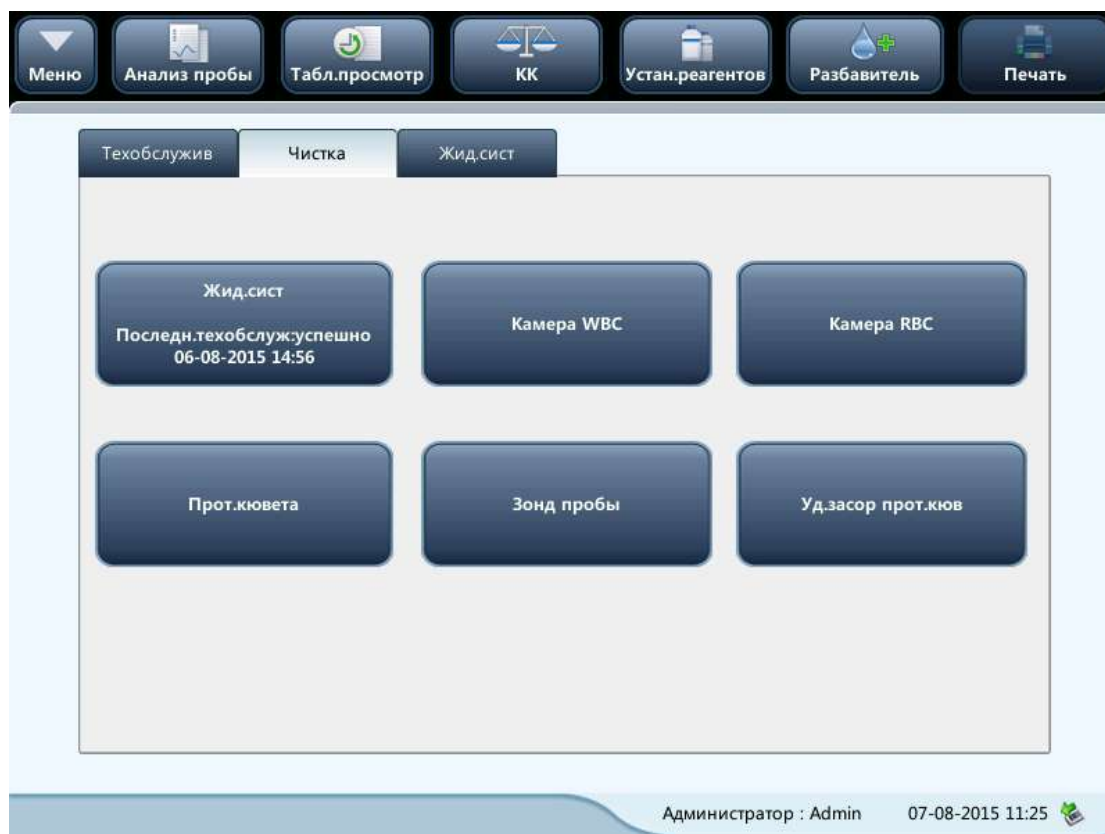 Меню
Анализ пробы
Табл.просмотр
КК
Устан.реагентов
Разбавитель
Печать
Техобслужив
Чистка
Жид.сист
Жид.сист
Последн.техобслуж:успешно
06-08-2015 14:56
Камера WBC
Камера RBC
Прот.кювета
Зонд пробы
Уд.засор прот.кюв
Администратор : Admin
07-08-2015 11:25